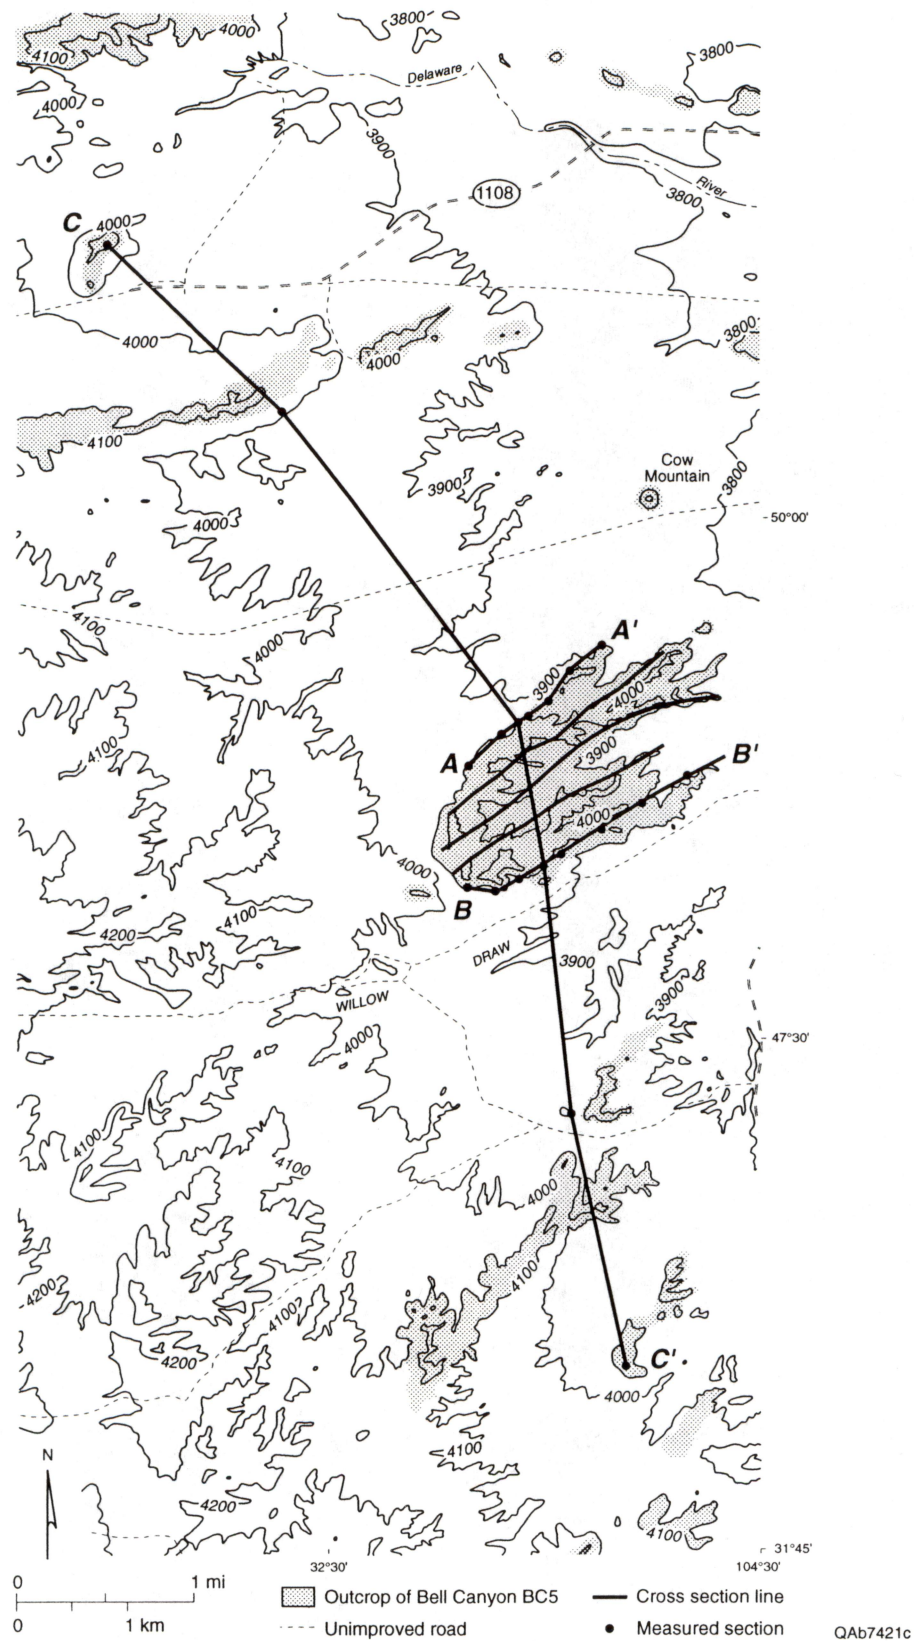 4000
3800
4100
3800
Delaware
4000
3900
1108
River
3800
C
4000
3800
4000
4000
4100
Cow
Mountain
3900
3800
4000
50°00'
4100
4000
A'
3900
4000
4100
3900
A
B'
4000
4000
B
4100
4200
DRAW
3900
3900
WILLOW
4000
47°30'
4100
4100
4000
4100
4200
4100
4200
C'
4000
4100
N
4200
4100
31°45'
32°30'
104°30'
0 1 mi
0 1 km
Outcrop of Bell Canyon BC5
Cross section line
Unimproved road
Measured section
QAb7421c